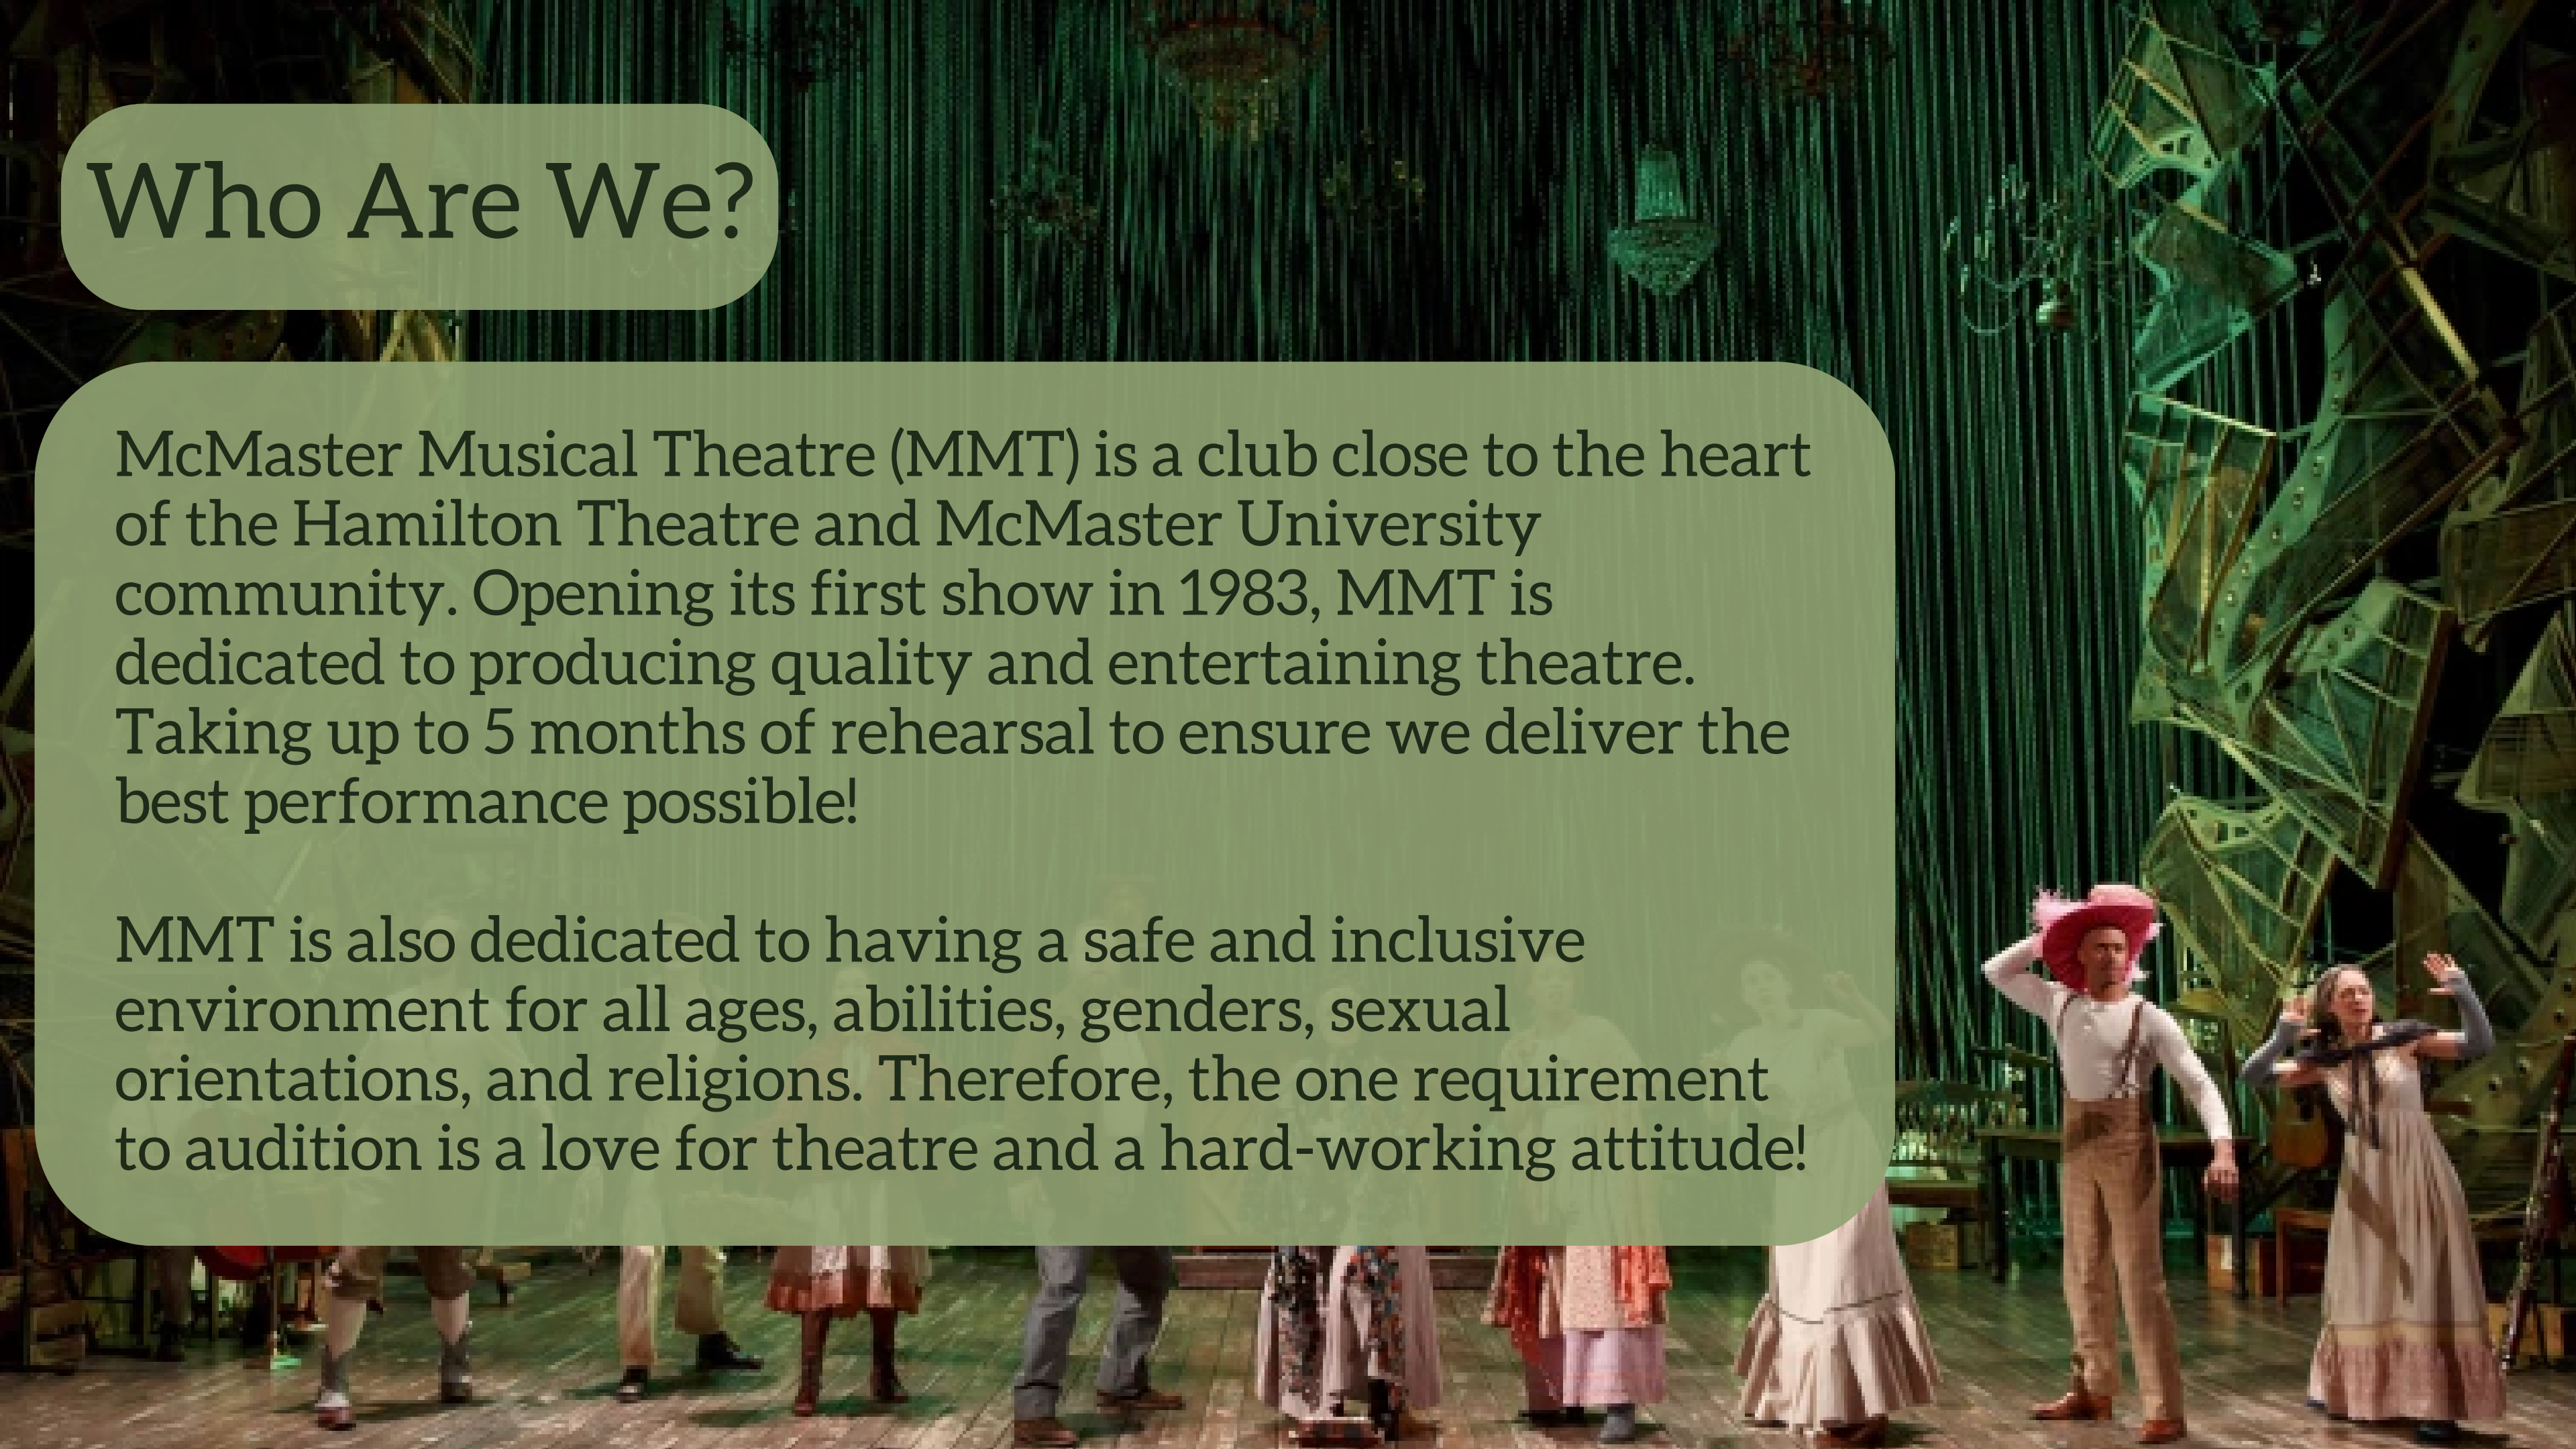 Who Are We?
McMaster Musical Theatre (MMT) is a club close to the heart
of the Hamilton Theatre and McMaster University
community. Opening its first show in 1983, MMT is
dedicated to producing quality and entertaining theatre.
Taking up to 5 months of rehearsal to ensure we deliver the
best performance possible!
MMT is also dedicated to having a safe and inclusive
environment for all ages, abilities, genders, sexual
orientations, and religions. Therefore, the one requirement
to audition is a love for theatre and a hard-working attitude!